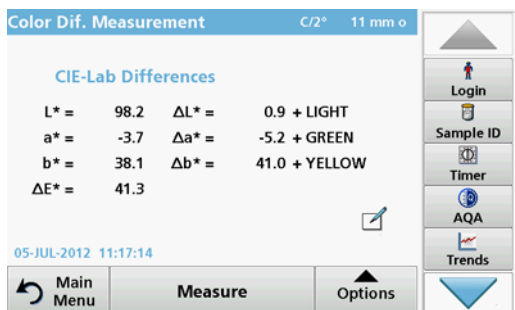 Color Dif. Measurement C/2° 11 mm o
CIE-Lab Differences
L* = 98.2 ΔL* = 0.9 + LIGHT
a* = -3.7 Δa* = -5.2 + GREEN
b* = 38.1 Δb* = 41.0 + YELLOW
ΔE* = 41.3
05-JUL-2012 11:17:14
Main
Menu
Measure
Options
Login
Sample ID
Timer
AQA
Trends